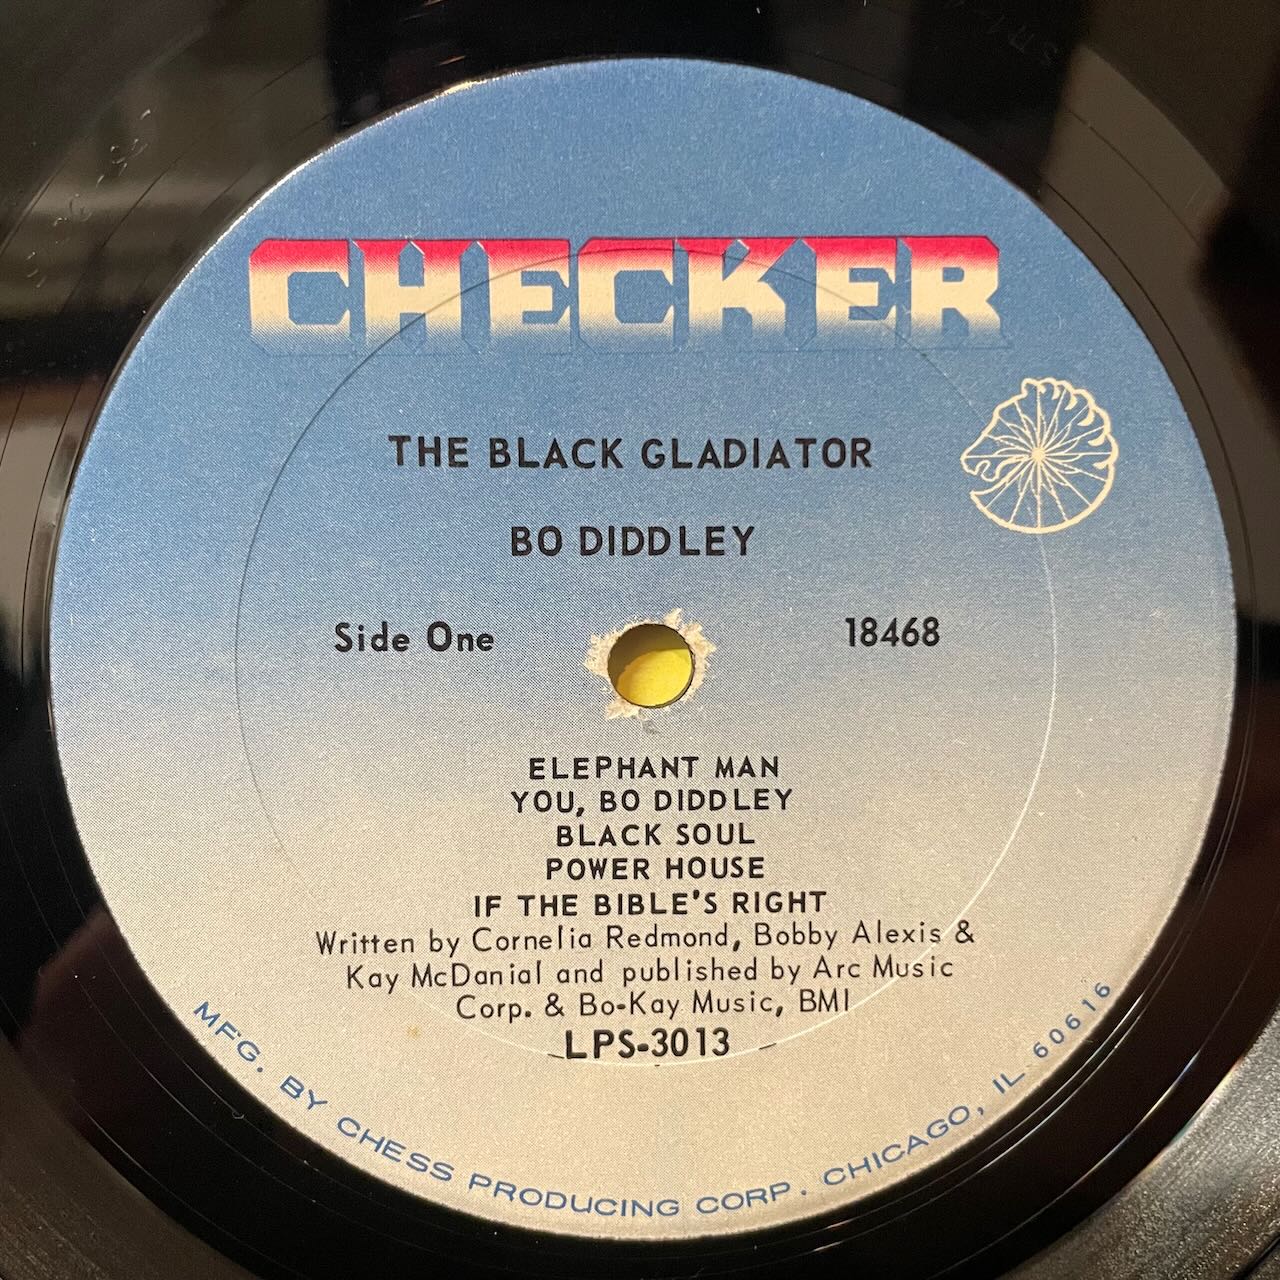 CHECKER
THE BLACK GLADIATOR
BO DIDDLEY
Side One
18468
ELEPHANT MAN
YOU, BO DIDDLEY
BLACK SOUL
POWER HOUSE
IF THE BIBLE'S RIGHT
Written by Cornelia Redmond, Bobby Alexis &
Kay McDanial and published by Arc Music
Corp. & Bo-Kay Music, BMI
LPS-3013
MFG. BY CHESS PRODUCING CORP. CHICAGO, IL 60616